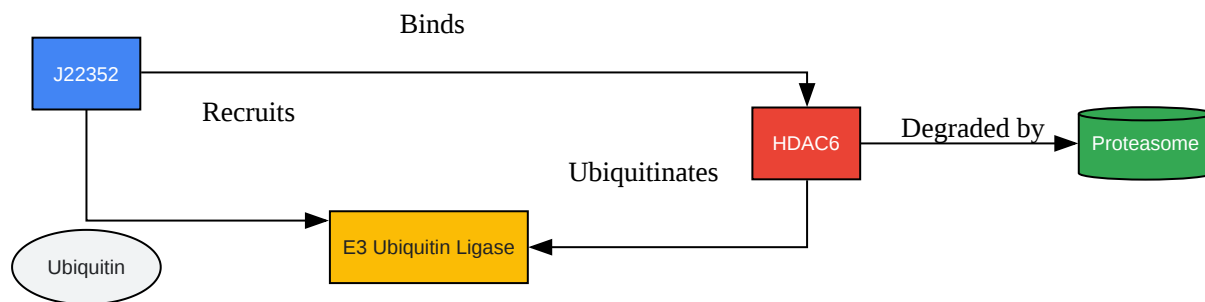 Binds
J22352
Recruits
HDAC6
Degraded by
Proteasome
Ubiquitinates
E3 Ubiquitin Ligase
Ubiquitin